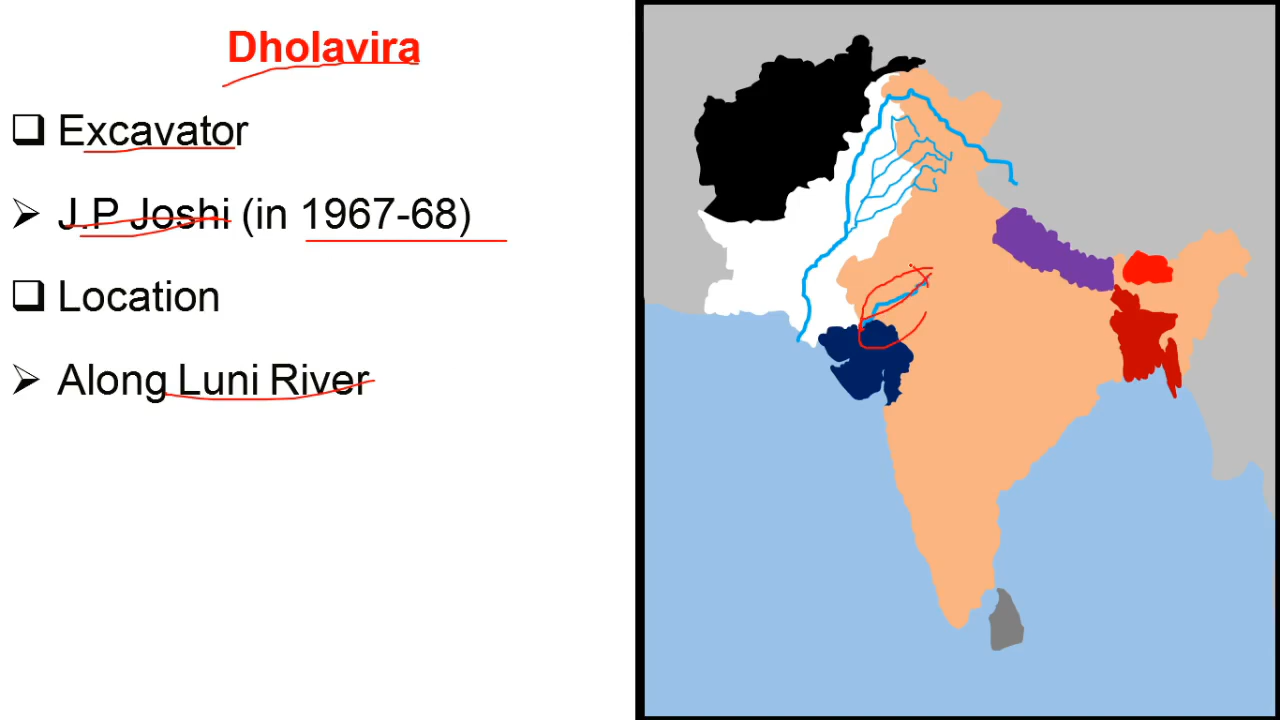 Dholavira
❑ Excavator
➢ J.P Joshi (in 1967-68)
❑ Location
➢ Along Luni River